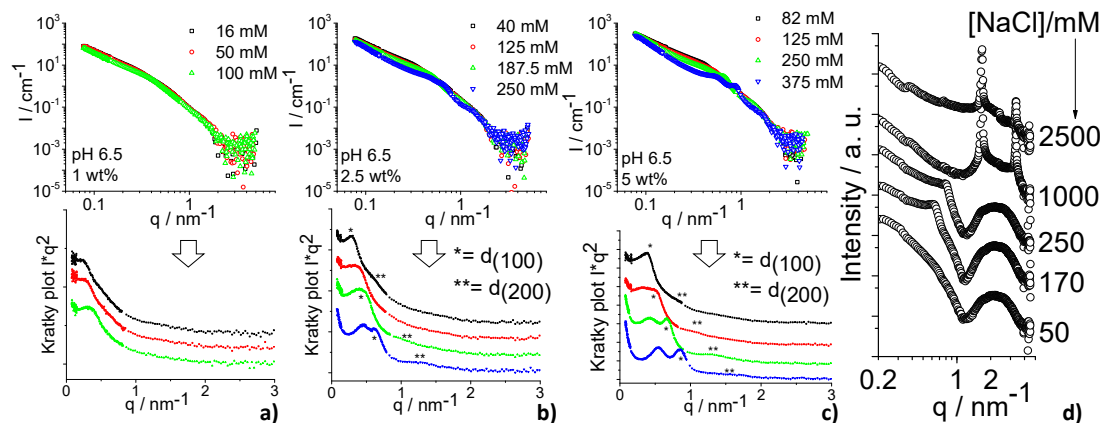 I / cm⁻¹
10³
10¹
10⁻¹
10⁻³
10⁻⁵
16 mM
50 mM
100 mM
pH 6.5
1 wt%
0.1 1
q / nm⁻¹
Kratky plot I*q²
0 1 2 3
q / nm⁻¹
a)
I / cm⁻¹
10³
10¹
10⁻¹
10⁻³
10⁻⁵
40 mM
125 mM
187.5 mM
250 mM
pH 6.5
2.5 wt%
0.1 1
q / nm⁻¹
Kratky plot I*q²
* **
* **
* **
*= d(100)
**= d(200)
0 1 2 3
q / nm⁻¹
b)
I / cm⁻¹
10³
10¹
10⁻¹
10⁻³
10⁻⁵
82 mM
125 mM
250 mM
375 mM
pH 6.5
5 wt%
0.1 1
q / nm⁻¹
Kratky plot I*q²
* **
* **
* **
* **
*= d(100)
**= d(200)
0 1 2 3
q / nm⁻¹
c)
[NaCl]/mM
Intensity / a. u.
2500
1000
250
170
50
0.2 1 2
q / nm⁻¹
d)